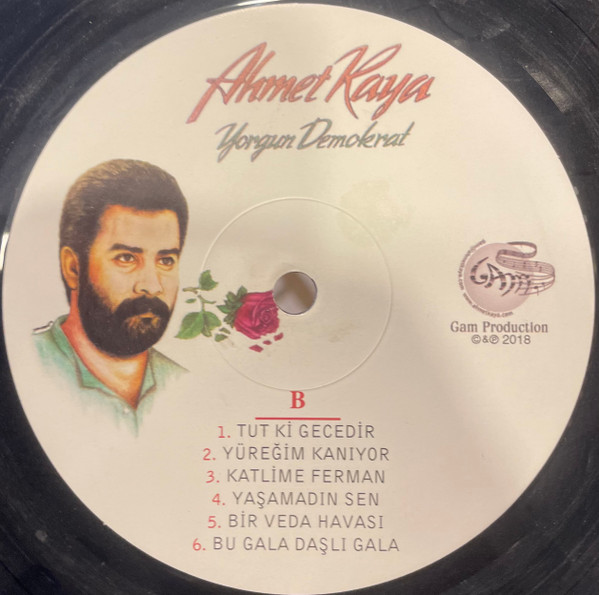 Ahmet Kaya
Yorgun Demokrat
GAM
Gam Production
©&℗ 2018
B
1. TUT Kİ GECEDİR
2. YÜREĞİM KANIYOR
3. KATLİME FERMAN
4. YAŞAMADIN SEN
5. BİR VEDA HAVASI
6. BU GALA DAŞLI GALA